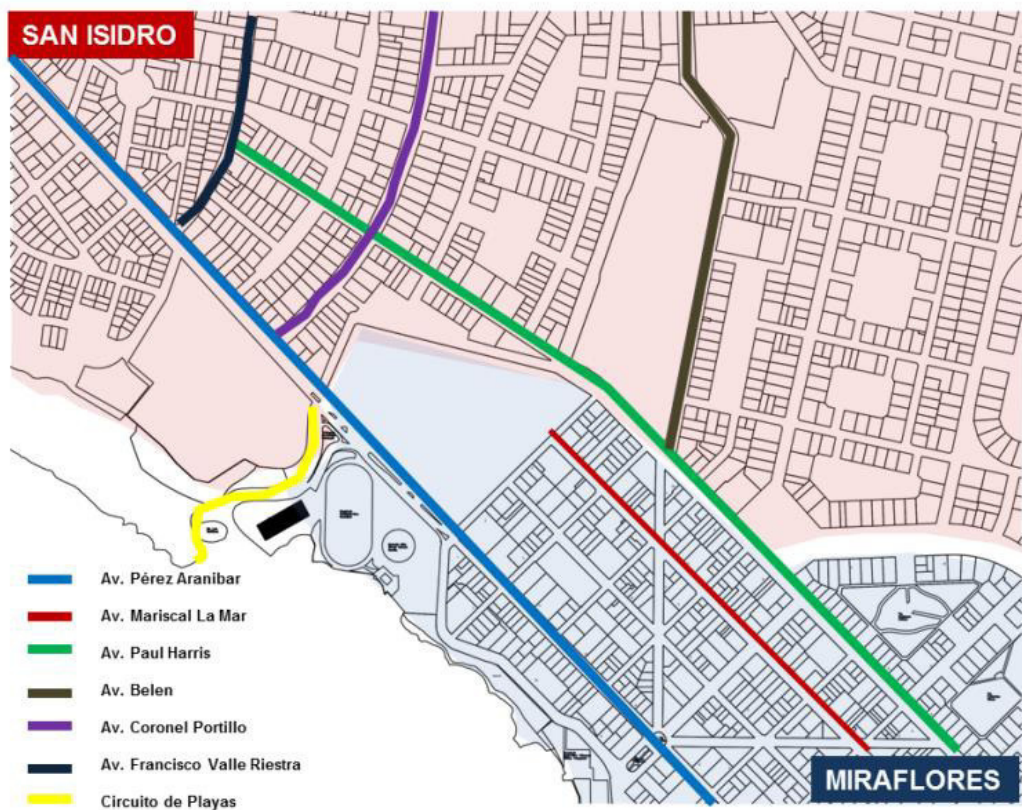 SAN ISIDRO
Av. Pérez Aranibar
Av. Mariscal La Mar
Av. Paul Harris
Av. Belen
Av. Coronel Portillo
Av. Francisco Valle Riestra
Circuito de Playas
MIRAFLORES